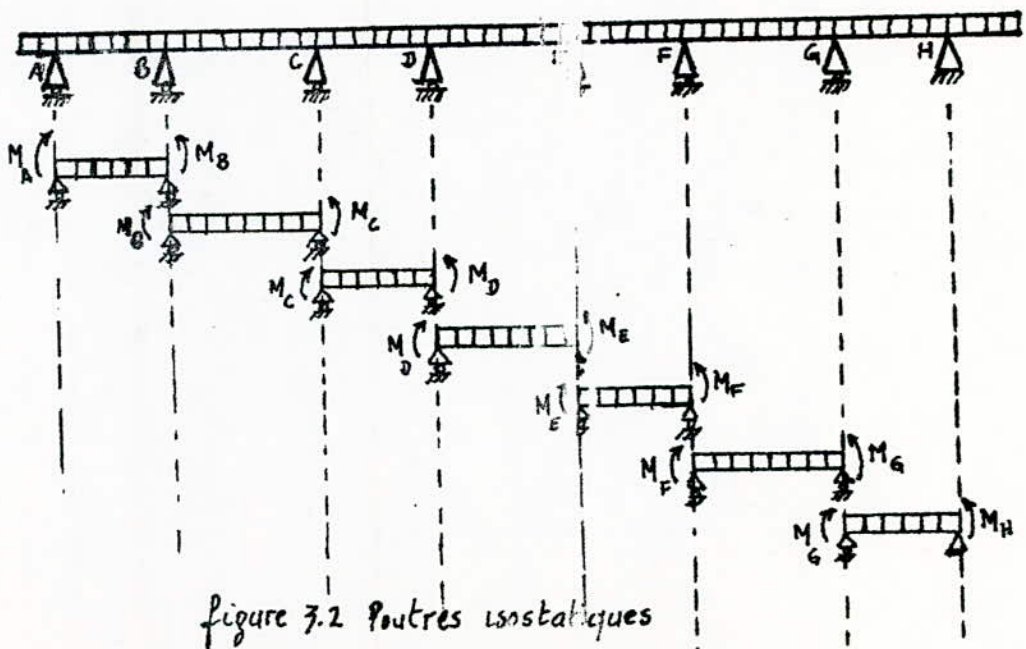 A B C D F G H
M_A M_B
M_B M_C
M_C M_D
M_D M_E
M_E M_F
M_F M_G
M_G M_H
figure 3.2 Poutres isostatiques